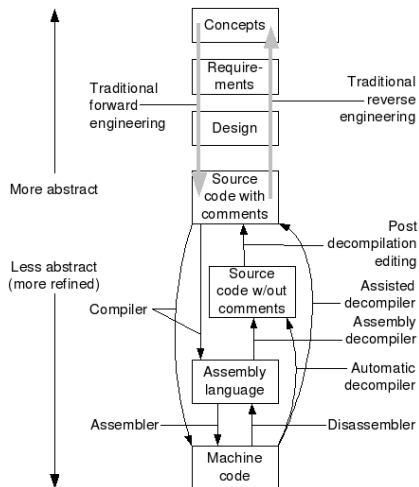 Concepts
Require-
ments
Traditional
forward
engineering
Traditional
reverse
engineering
Design
More abstract
Source
code with
comments
Post
decompilation
editing
Less abstract
(more refined)
Source
code w/out
comments
Assisted
decompiler
Compiler
Assembly
decompiler
Assembly
language
Automatic
decompiler
Assembler
Disassembler
Machine
code